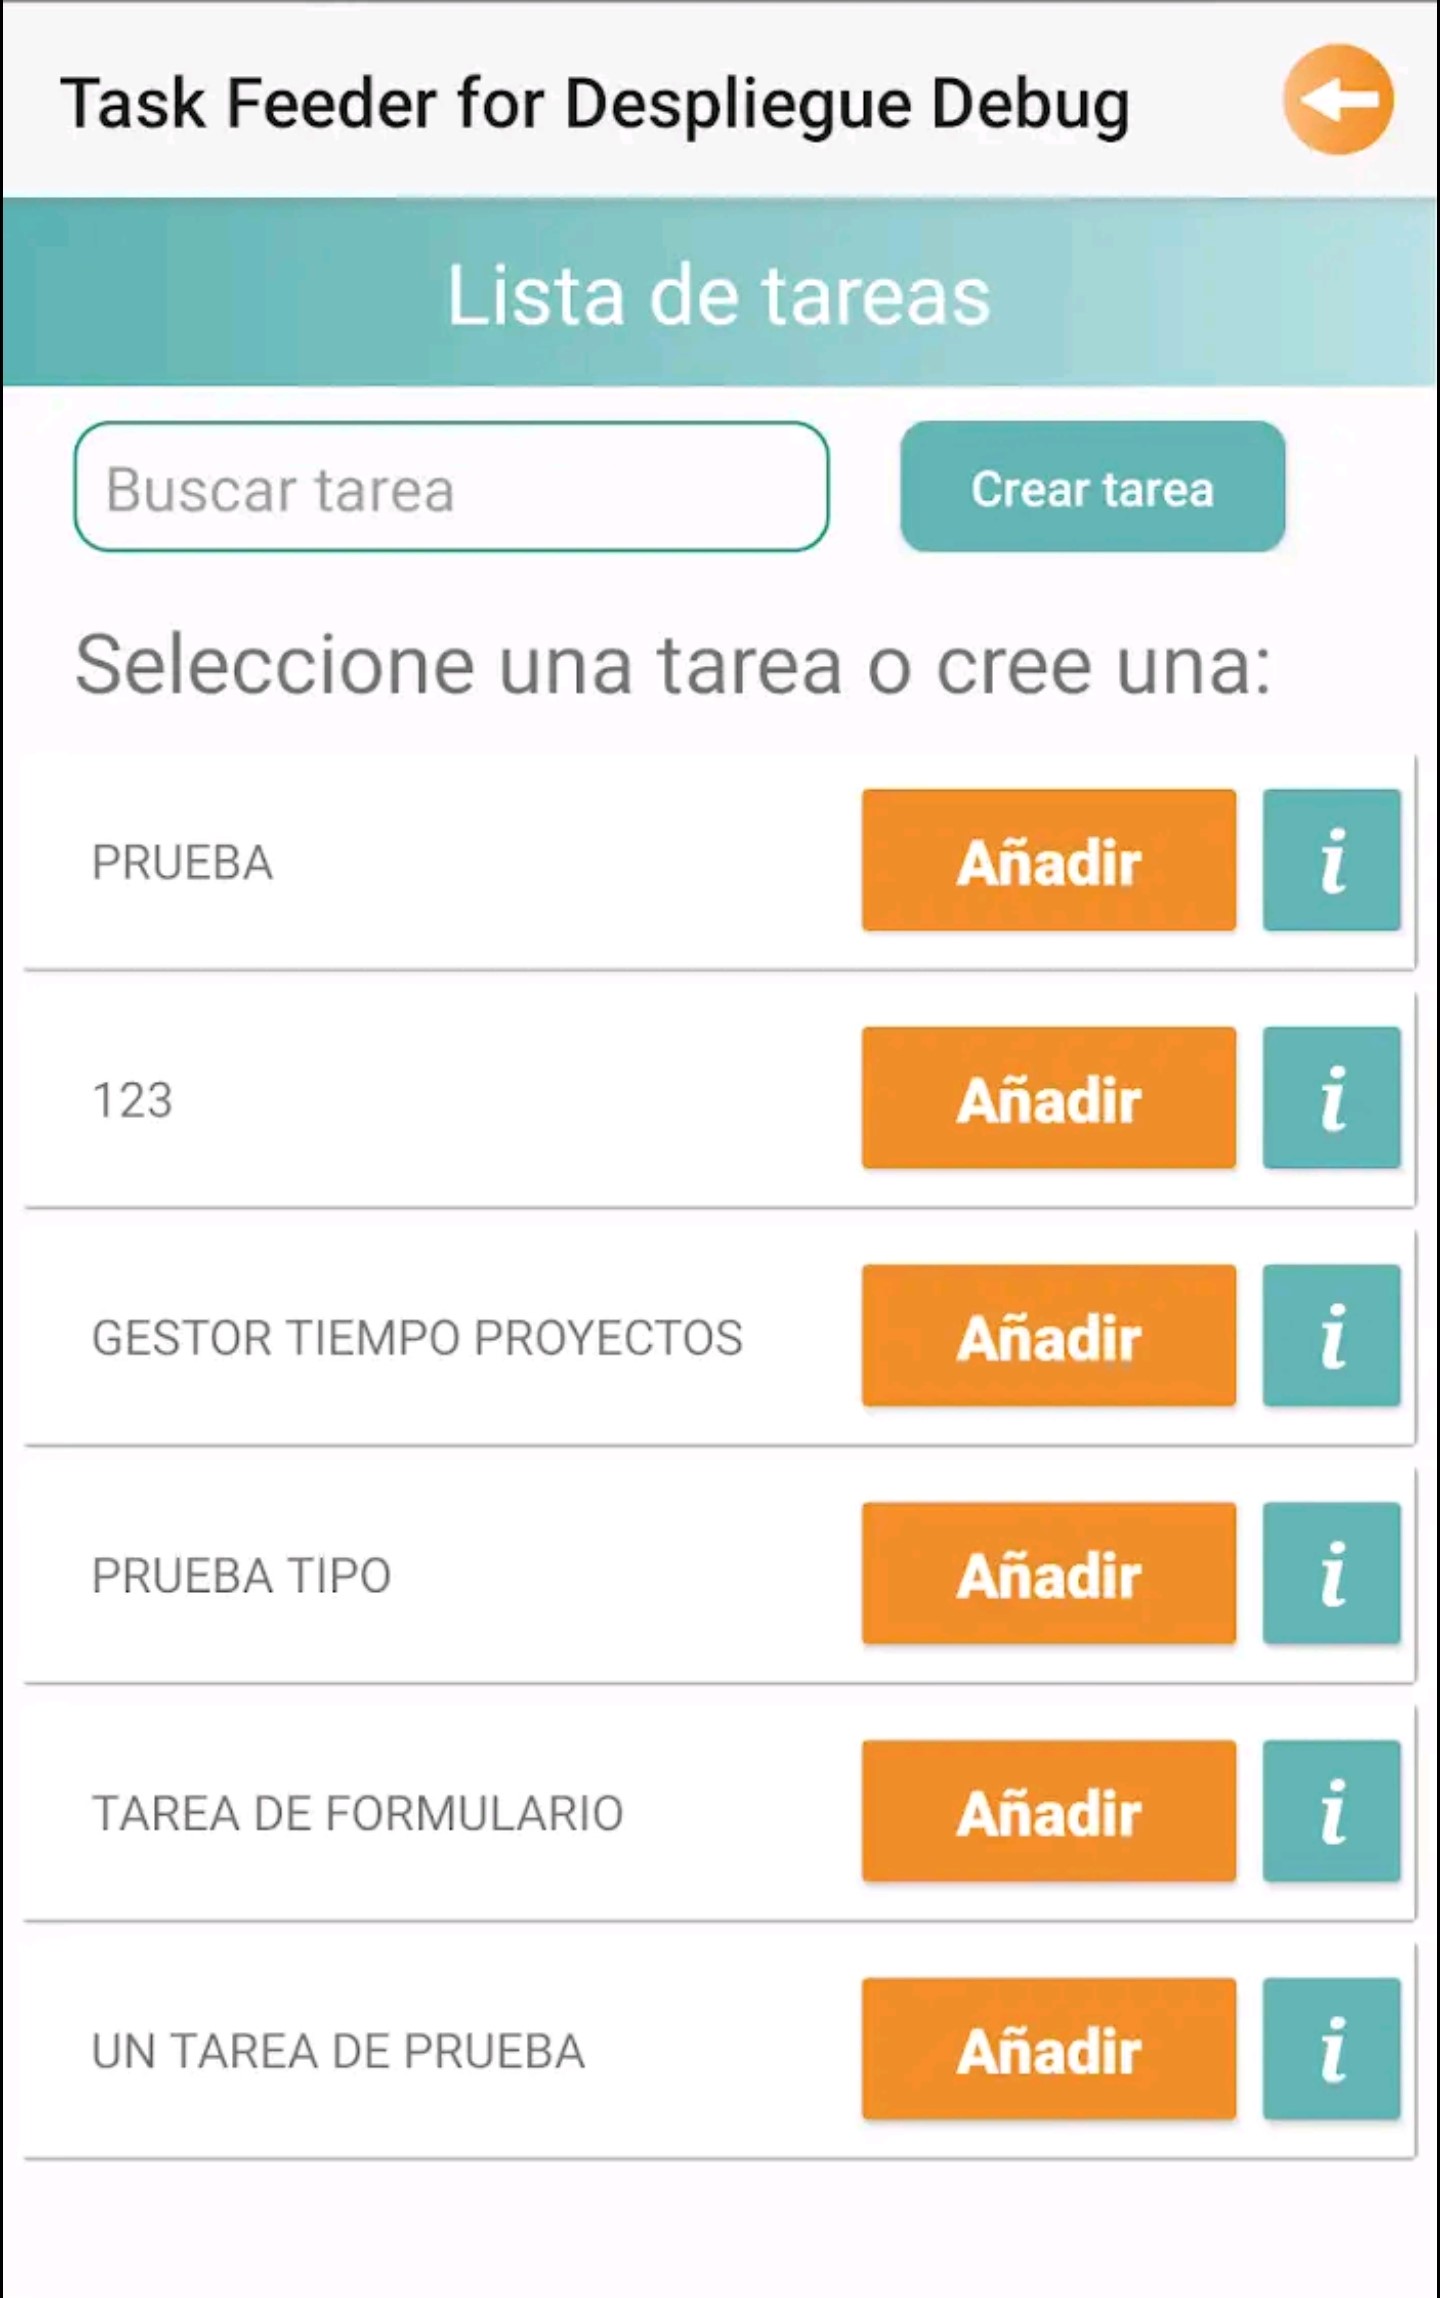 Task Feeder for Despliegue Debug
Lista de tareas
Buscar tarea
Crear tarea
Seleccione una tarea o cree una:
PRUEBA
Añadir
i
123
Añadir
i
GESTOR TIEMPO PROYECTOS
Añadir
i
PRUEBA TIPO
Añadir
i
TAREA DE FORMULARIO
Añadir
i
UN TAREA DE PRUEBA
Añadir
i